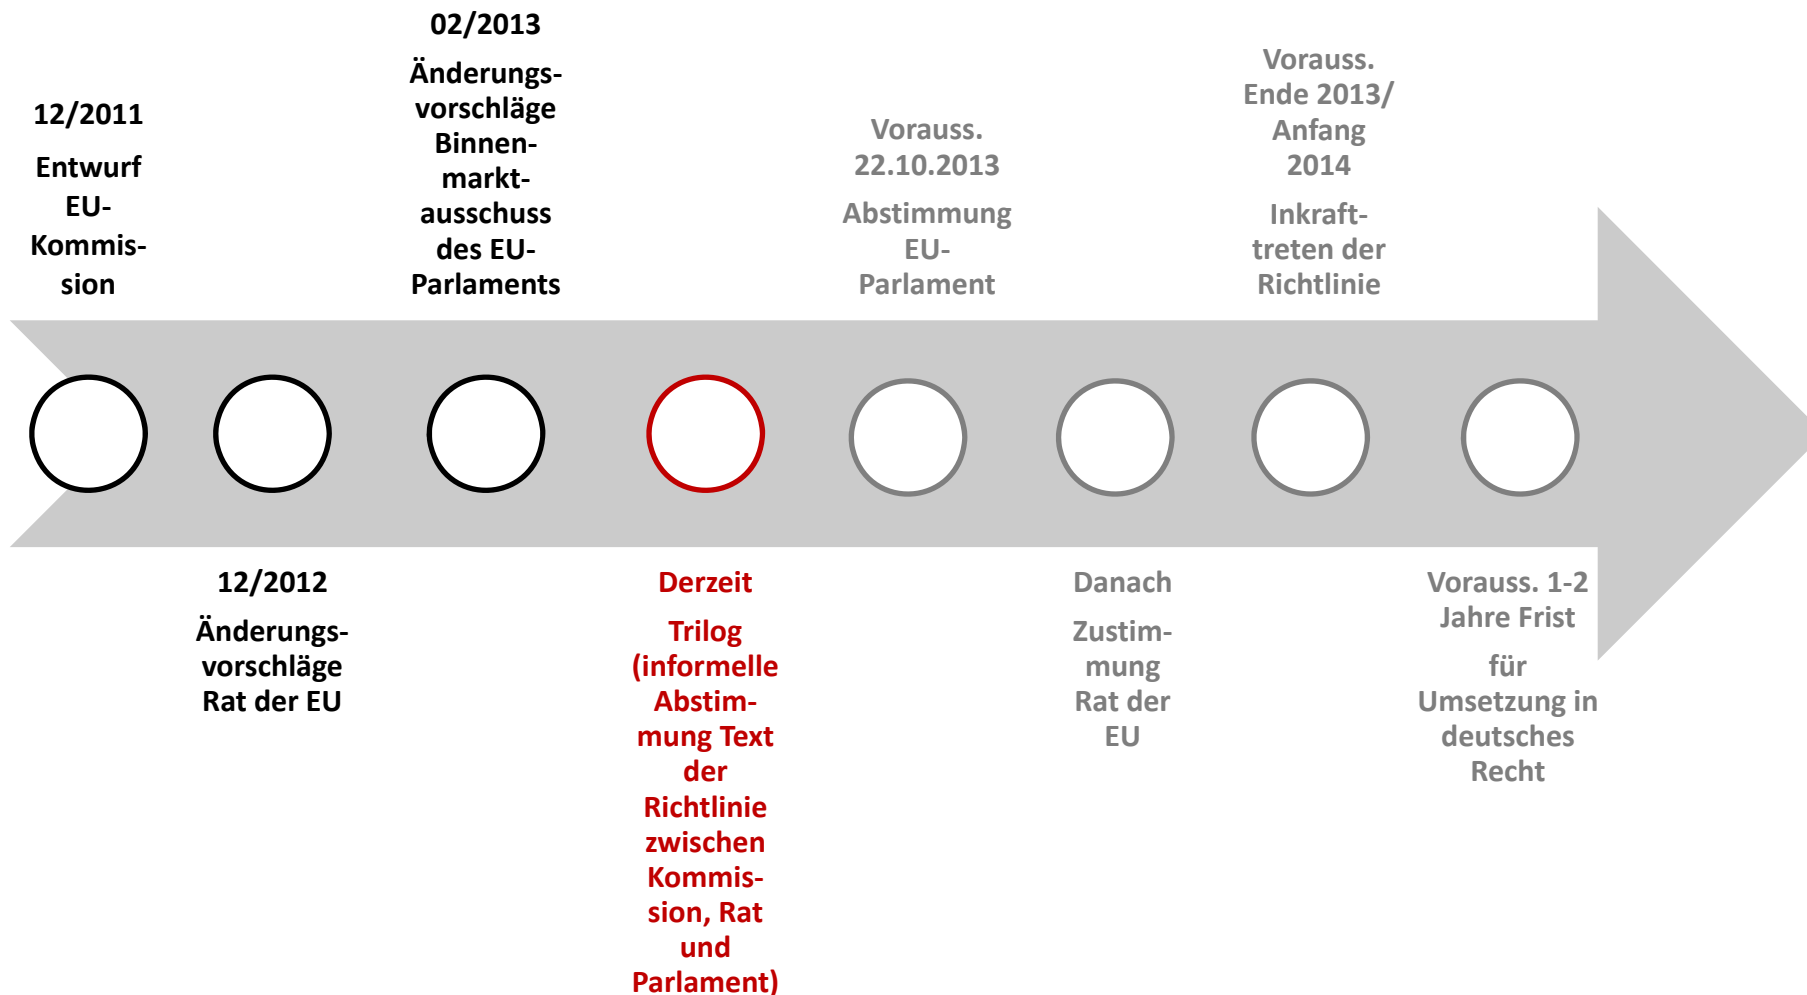 12/2011
Entwurf
EU-
Kommis-
sion
12/2012
Änderungs-
vorschläge
Rat der EU
02/2013
Änderungs-
vorschläge
Binnen-
markt-
ausschuss
des EU-
Parlaments
Derzeit
Trilog
(informelle
Abstim-
mung Text
der
Richtlinie
zwischen
Kommis-
sion, Rat
und
Parlament)
Vorauss.
22.10.2013
Abstimmung
EU-
Parlament
Danach
Zustim-
mung
Rat der
EU
Vorauss.
Ende 2013/
Anfang
2014
Inkraft-
treten der
Richtlinie
Vorauss. 1-2
Jahre Frist
für
Umsetzung in
deutsches
Recht